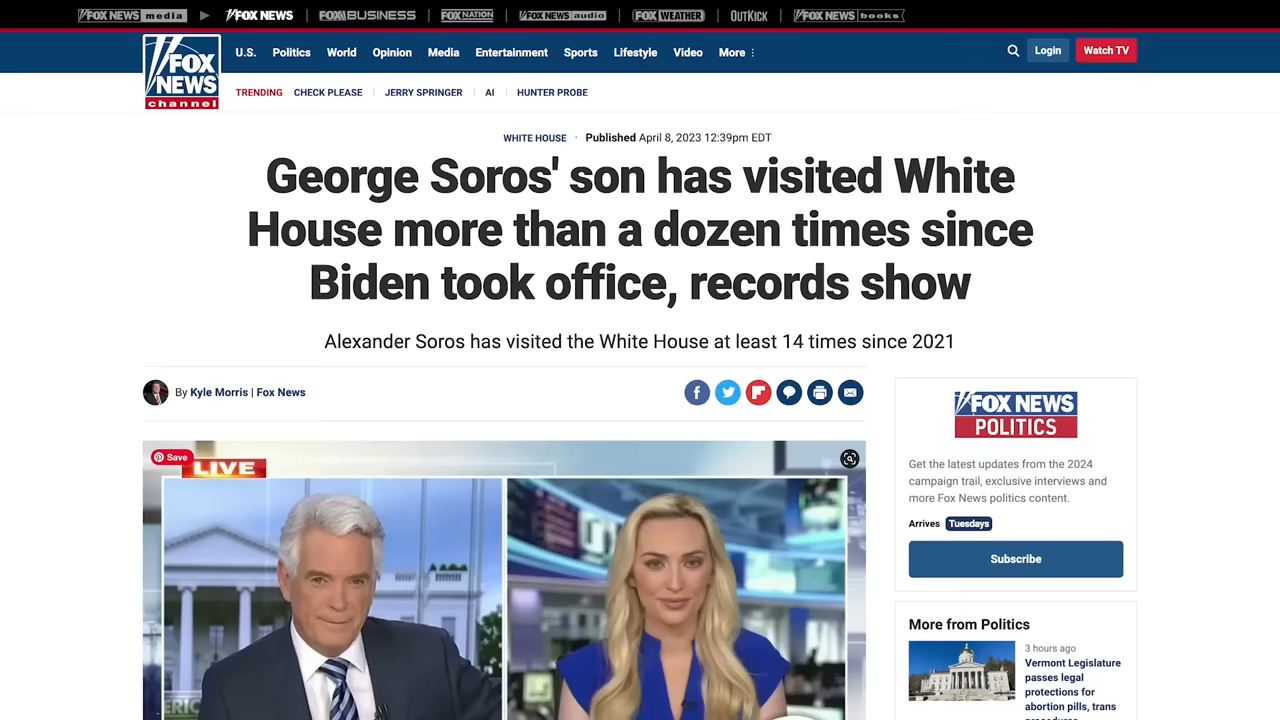 FOX NEWS media
FOX NEWS
FOX BUSINESS
FOX NATION
FOX NEWS audio
FOX WEATHER
OUTKICK
FOX NEWS books
FOX
NEWS
channel
U.S. Politics World Opinion Media Entertainment Sports Lifestyle Video More
Login
Watch TV
TRENDING CHECK PLEASE JERRY SPRINGER AI HUNTER PROBE
WHITE HOUSE · Published April 8, 2023 12:39pm EDT
George Soros' son has visited White
House more than a dozen times since
Biden took office, records show
Alexander Soros has visited the White House at least 14 times since 2021
By Kyle Morris | Fox News
Save
LIVE
FOX NEWS
POLITICS
Get the latest updates from the 2024
campaign trail, exclusive interviews and
more Fox News politics content.
Arrives Tuesdays
Subscribe
More from Politics
3 hours ago
Vermont Legislature
passes legal
protections for
abortion pills, trans